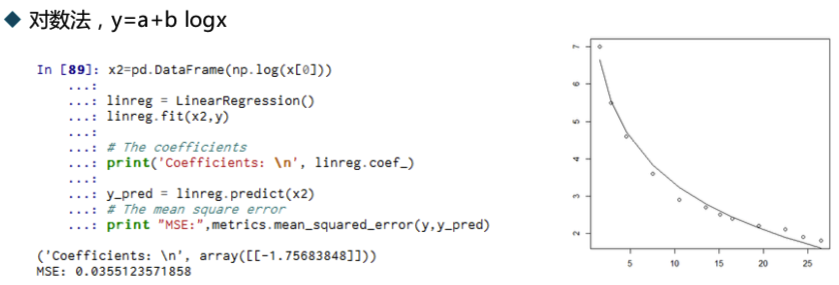 对数法，y=a+b logx
In [89]: x2=pd.DataFrame(np.log(x[0]))
...:
...: linreg = LinearRegression()
...: linreg.fit(x2,y)
...:
...: # The coefficients
...: print('Coefficients: \n', linreg.coef_)
...:
...: y_pred = linreg.predict(x2)
...: # The mean square error
...: print "MSE:",metrics.mean_squared_error(y,y_pred)
('Coefficients: \n', array([[-1.75683848]]))
MSE: 0.0355123571858
7
6
5
4
3
2
5 10 15 20 25